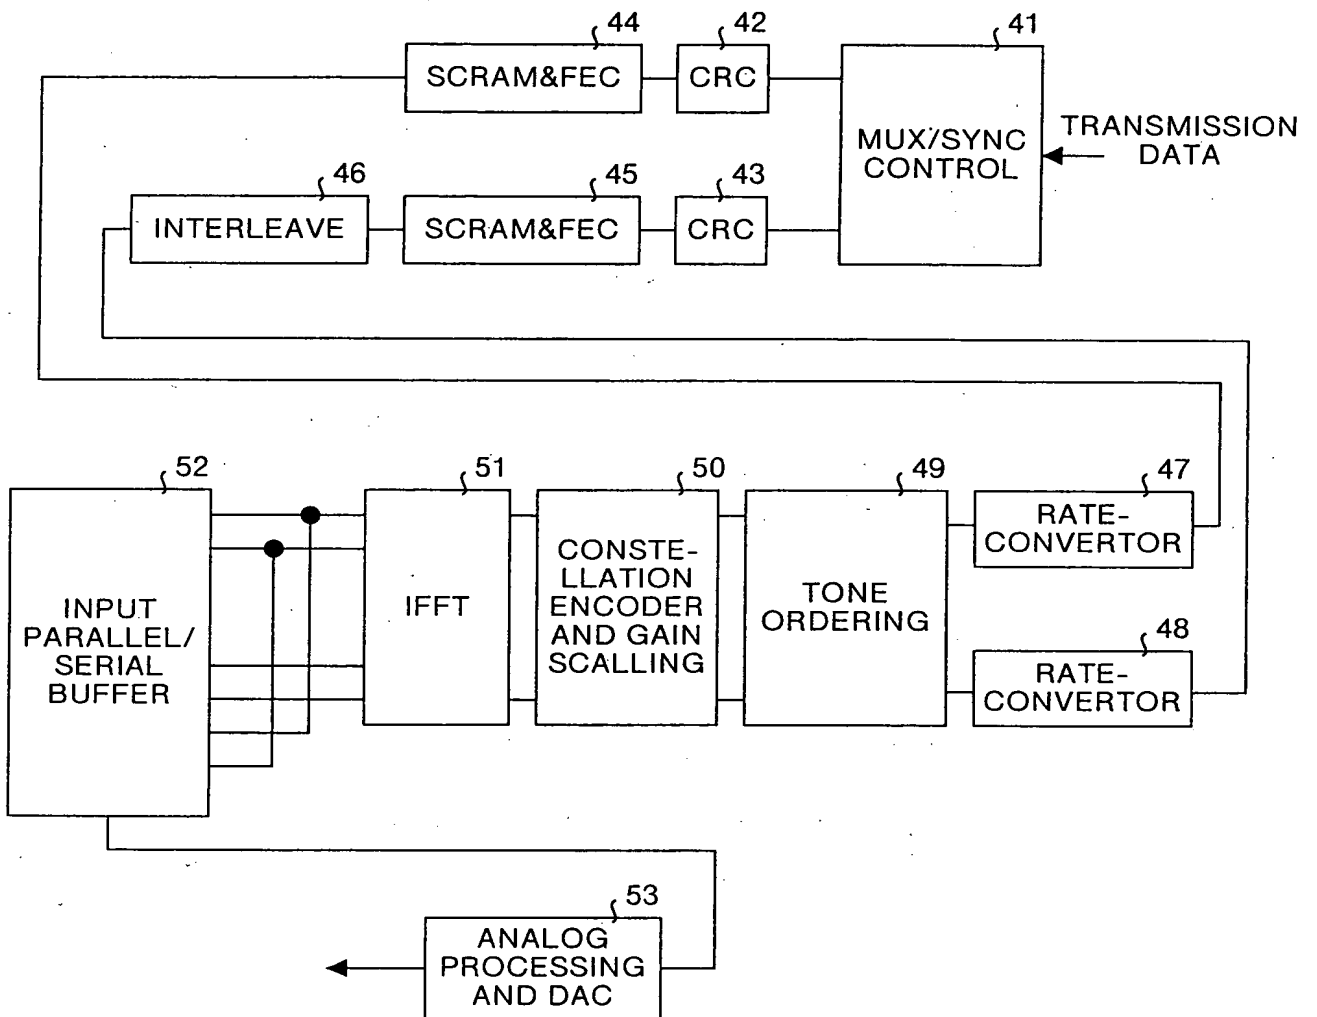 44
SCRAM&FEC
42
CRC
41
MUX/SYNC
CONTROL
TRANSMISSION
DATA
46
INTERLEAVE
45
SCRAM&FEC
43
CRC
52
INPUT
PARALLEL/
SERIAL
BUFFER
51
IFFT
50
CONSTE-
LLATION
ENCODER
AND GAIN
SCALLING
49
TONE
ORDERING
47
RATE-
CONVERTOR
48
RATE-
CONVERTOR
53
ANALOG
PROCESSING
AND DAC